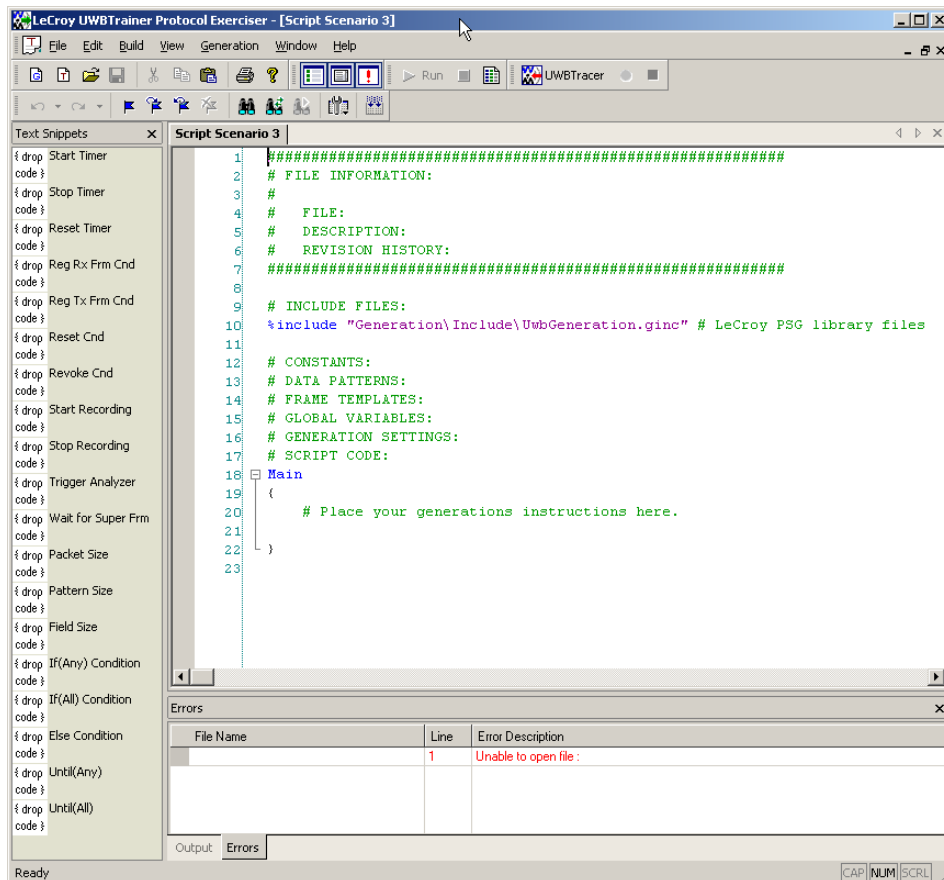 LeCroy UWBTrainer Protocol Exerciser - [Script Scenario 3]
File Edit Build View Generation Window Help
Run UWBTracer
Text Snippets
Script Scenario 3
{ drop code } Start Timer
{ drop code } Stop Timer
{ drop code } Reset Timer
{ drop code } Reg Rx Frm Cnd
{ drop code } Reg Tx Frm Cnd
{ drop code } Reset Cnd
{ drop code } Revoke Cnd
{ drop code } Start Recording
{ drop code } Stop Recording
{ drop code } Trigger Analyzer
{ drop code } Wait for Super Frm
{ drop code } Packet Size
{ drop code } Pattern Size
{ drop code } Field Size
{ drop code } If(Any) Condition
{ drop code } If(All) Condition
{ drop code } Else Condition
{ drop code } Until(Any)
{ drop code } Until(All)
1 ###########################################################
2 # FILE INFORMATION:
3 #
4 #   FILE:
5 #   DESCRIPTION:
6 #   REVISION HISTORY:
7 ###########################################################
8
9 # INCLUDE FILES:
10 %include "Generation\Include\UwbGeneration.ginc" # LeCroy PSG library files
11
12 # CONSTANTS:
13 # DATA PATTERNS:
14 # FRAME TEMPLATES:
15 # GLOBAL VARIABLES:
16 # GENERATION SETTINGS:
17 # SCRIPT CODE:
18 Main
19 {
20     # Place your generations instructions here.
21
22 }
23
Errors
File Name Line Error Description
1 Unable to open file :
Output Errors
Ready CAP NUM SCRL